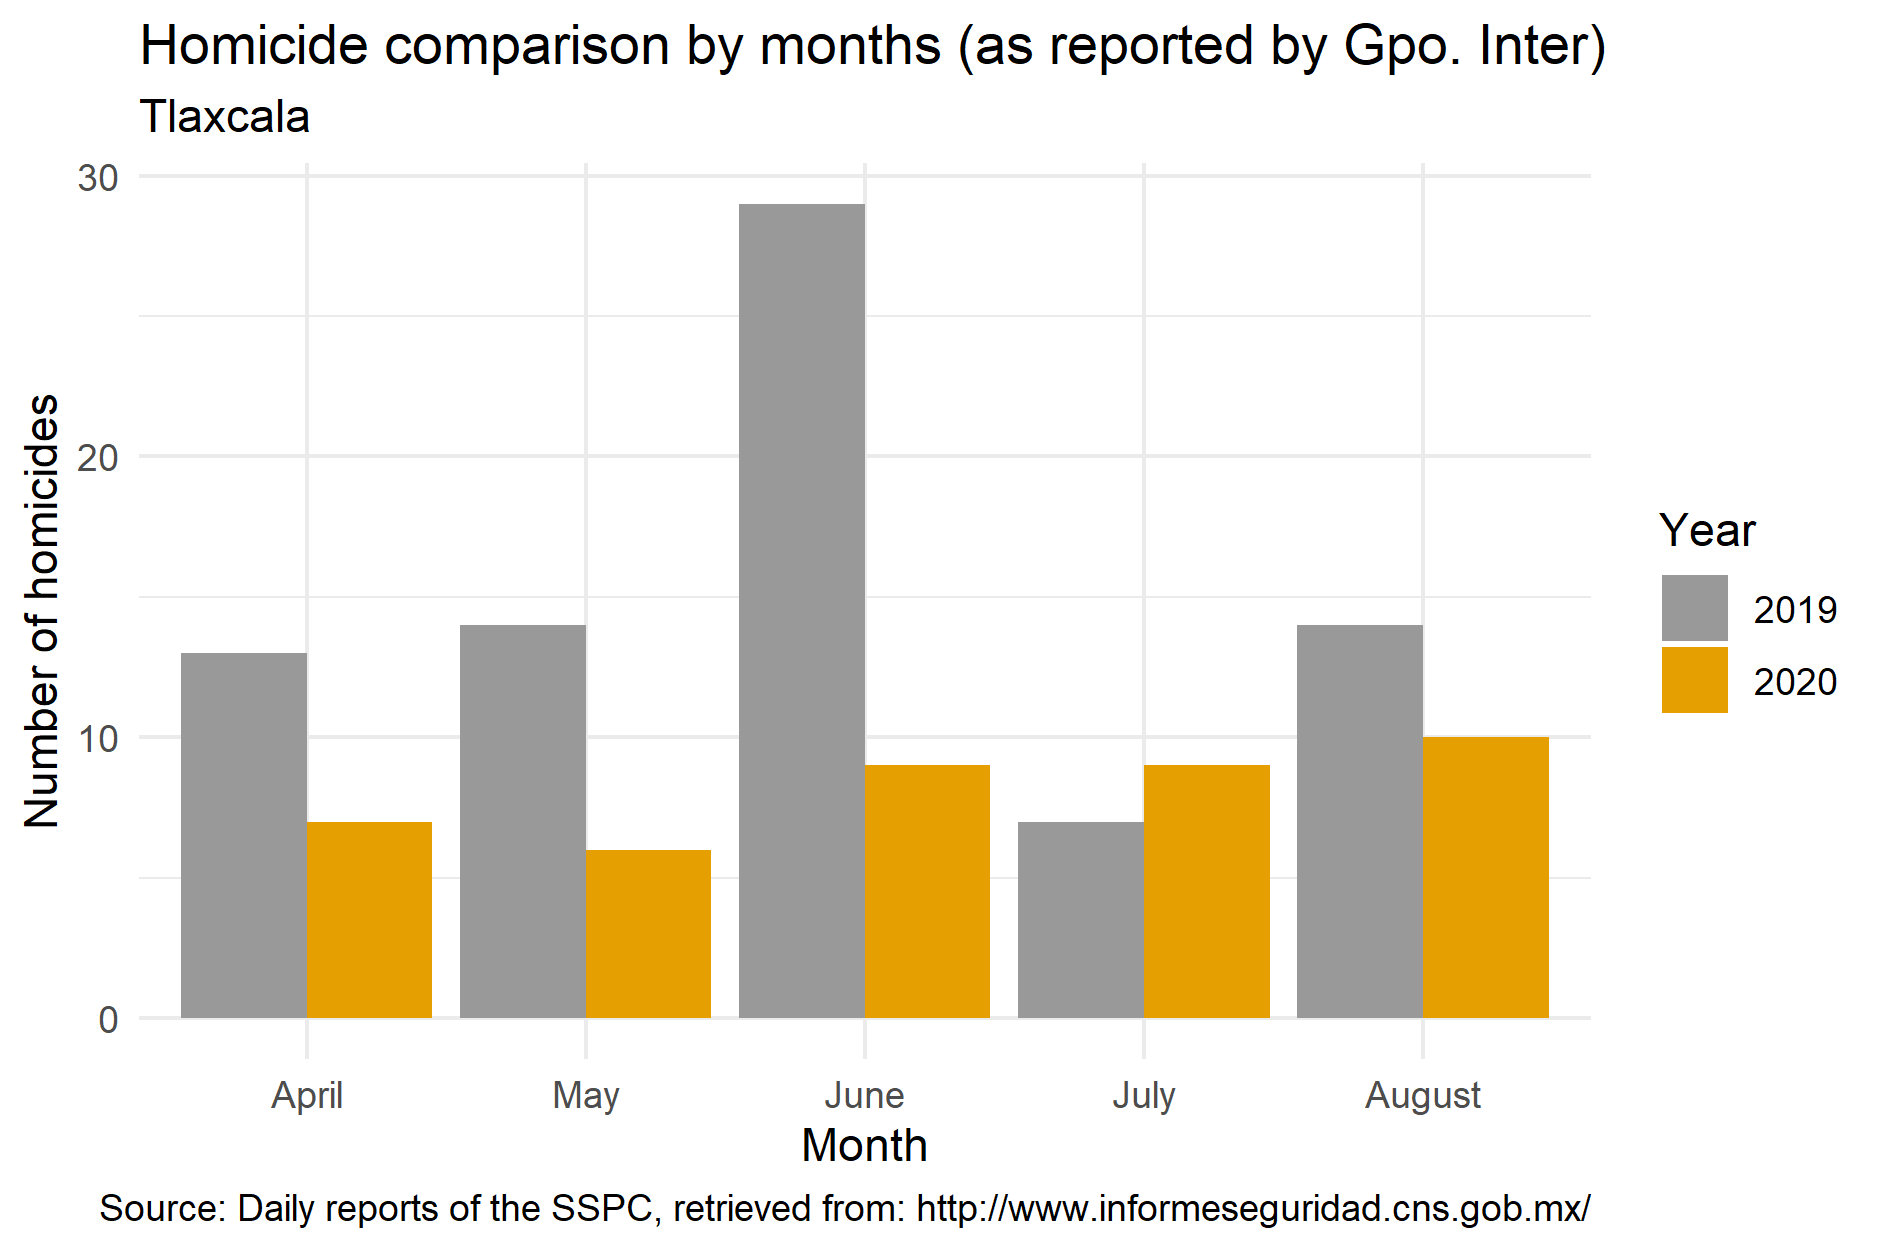 Homicide comparison by months (as reported by Gpo. Inter)
Tlaxcala
30
20
10
0
Number of homicides
April
May
June
July
August
Month
Year
2019
2020
Source: Daily reports of the SSPC, retrieved from: http://www.informeseguridad.cns.gob.mx/